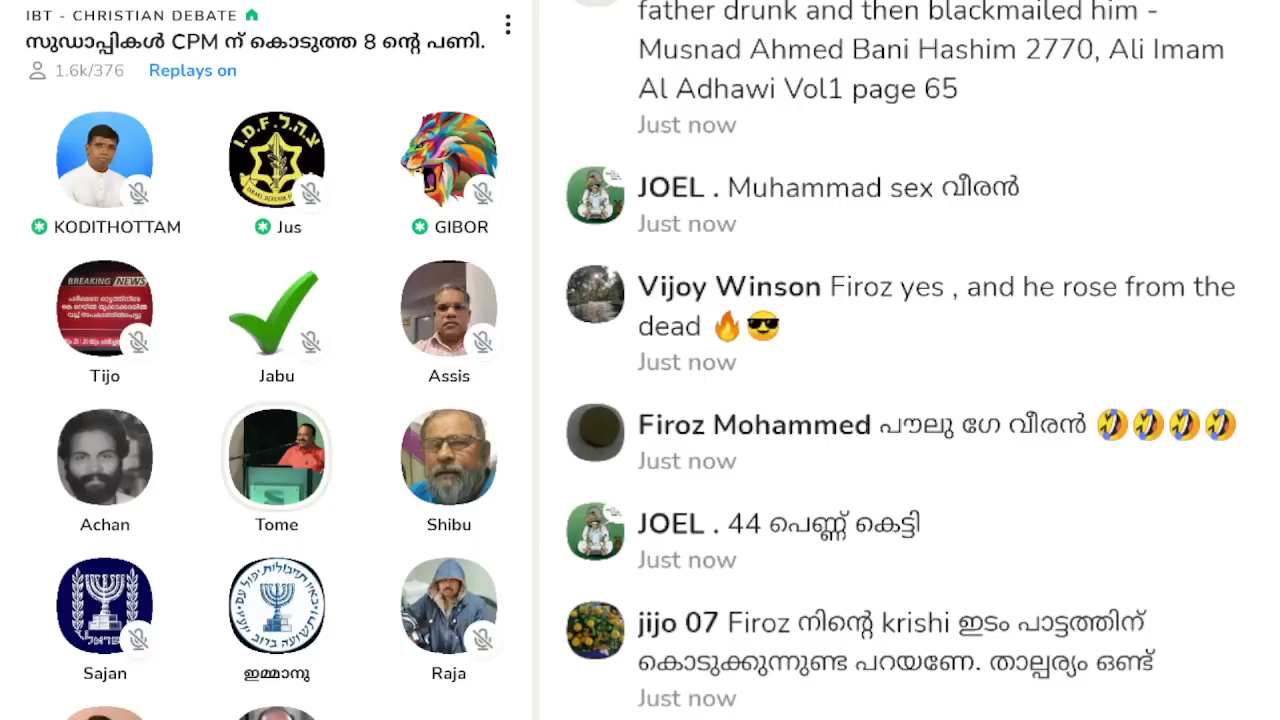 IBT - CHRISTIAN DEBATE
സുഡാപ്പികൾ CPM ന് കൊടുത്ത 8 ന്റെ പണി.
1.6k/376 Replays on
צ.ה.ל. I.D.F.
KODITHOTTAM Jus GIBOR
BREAKING NEWS
Tijo Jabu Assis
Achan Tome Shibu
Sajan ഇമ്മാനു Raja
father drunk and then blackmailed him -
Musnad Ahmed Bani Hashim 2770, Ali Imam
Al Adhawi Vol1 page 65
Just now
JOEL . Muhammad sex വീരൻ
Just now
Vijoy Winson Firoz yes , and he rose from the
dead 🔥😎
Just now
Firoz Mohammed പൗലു ഗേ വീരൻ 🤣🤣🤣🤣
Just now
JOEL . 44 പെണ്ണ് കെട്ടി
Just now
jijo 07 Firoz നിന്റെ krishi ഇടം പാട്ടത്തിന്
കൊടുക്കുന്നുണ്ട പറയണേ. താല്പര്യം ഒണ്ട്
Just now